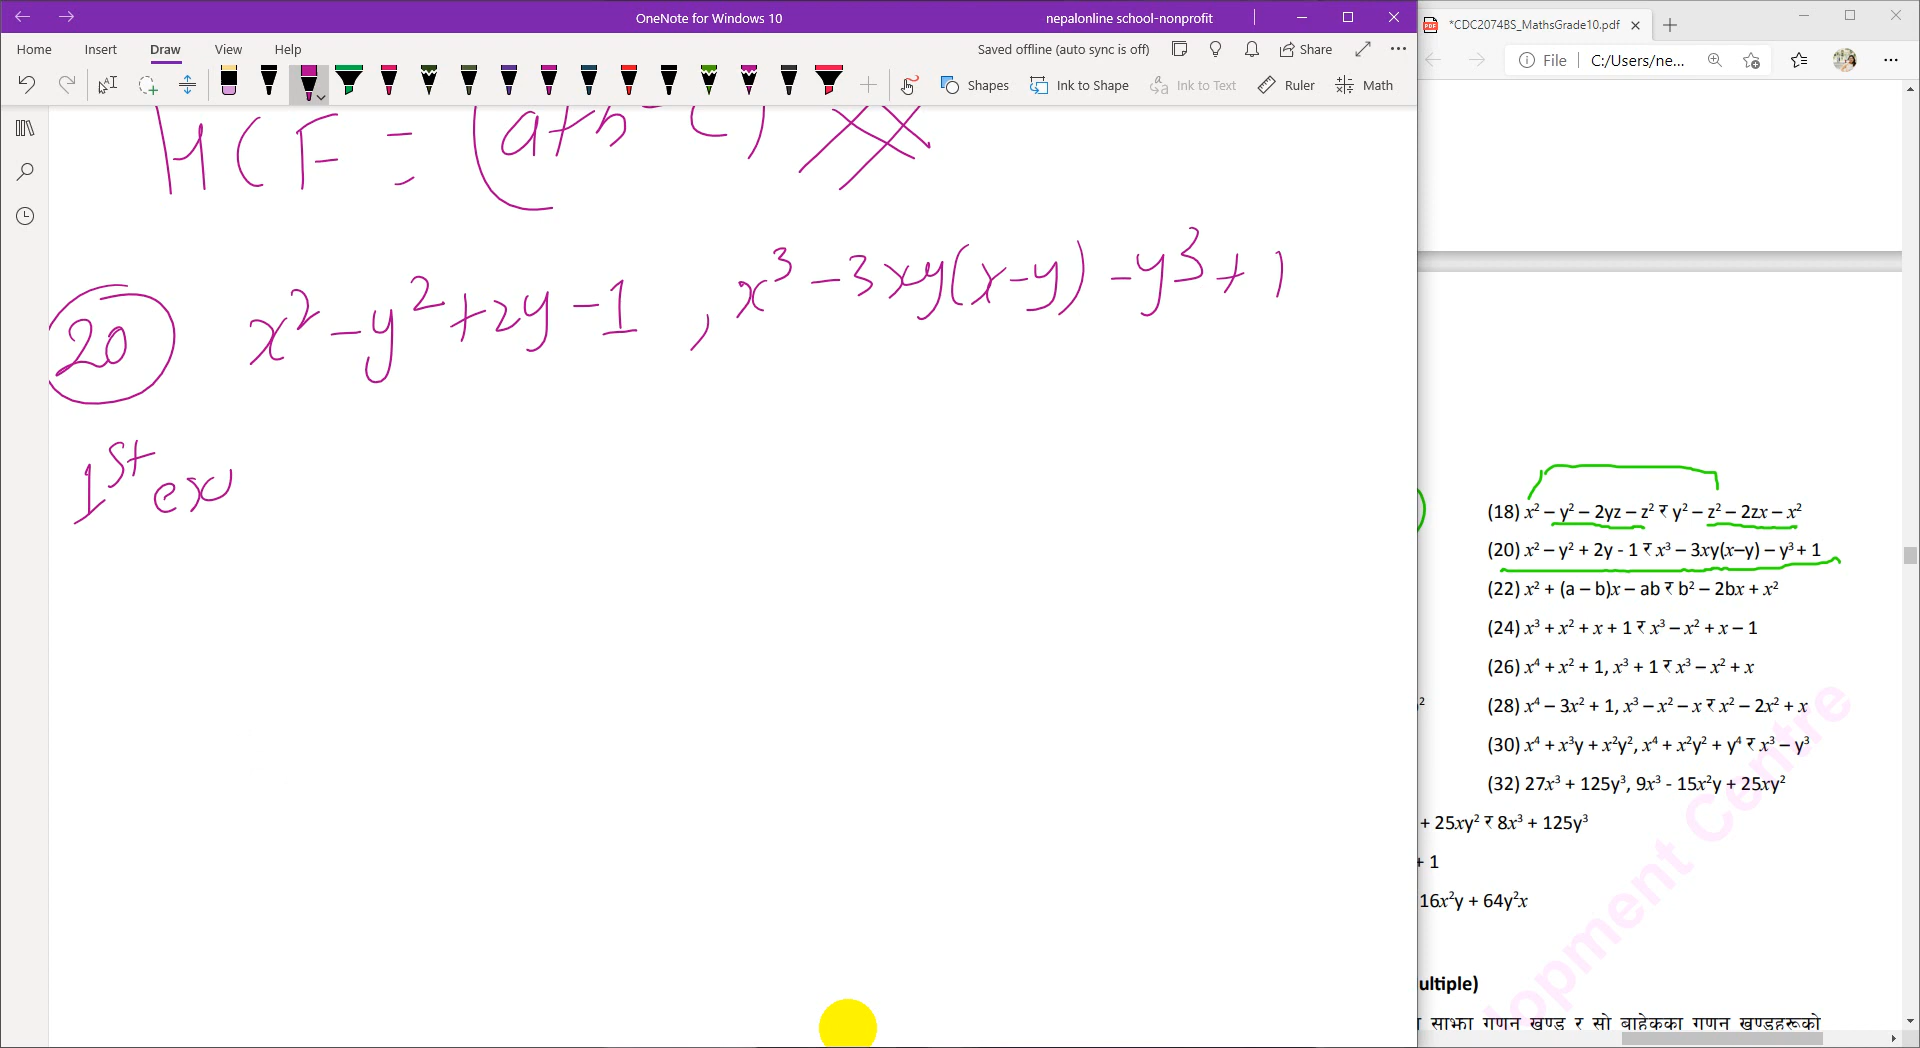 OneNote for Windows 10
nepalonline school-nonprofit
*CDC2074BS_MathsGrade10.pdf
Home Insert Draw View Help
Saved offline (auto sync is off)
Share
File
C:/Users/ne...
Shapes
Ink to Shape
Ink to Text
Ruler
Math
HCF = (a+b-c)
20 x² - y² + 2y - 1 , x³ - 3xy(x-y) - y³ + 1
1st ex
(18) x² – y² – 2yz – z² र y² – z² – 2zx – x²
(20) x² – y² + 2y - 1 र x³ – 3xy(x–y) – y³ + 1
(22) x² + (a – b)x – ab र b² – 2bx + x²
(24) x³ + x² + x + 1 र x³ – x² + x – 1
(26) x⁴ + x² + 1, x³ + 1 र x³ – x² + x
(28) x⁴ – 3x² + 1, x³ – x² – x र x² – 2x² + x
(30) x⁴ + x³y + x²y², x⁴ + x²y² + y⁴ र x³ – y³
(32) 27x³ + 125y³, 9x³ - 15x²y + 25xy²
+ 25xy² र 8x³ + 125y³
+ 1
16x²y + 64y²x
ultiple)
साझा गणन खण्ड र सो बाहेकका गणन खण्डहरूको
lopment Centre